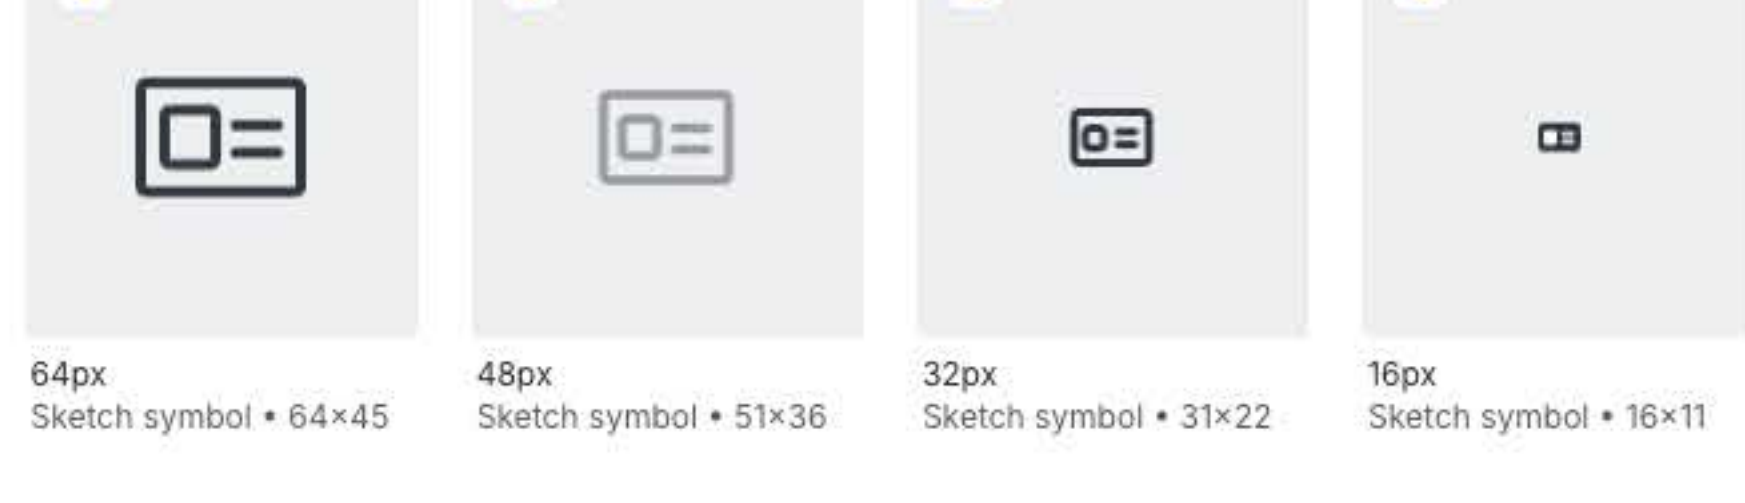 64px
Sketch symbol • 64×45
48px
Sketch symbol • 51×36
32px
Sketch symbol • 31×22
16px
Sketch symbol • 16×11